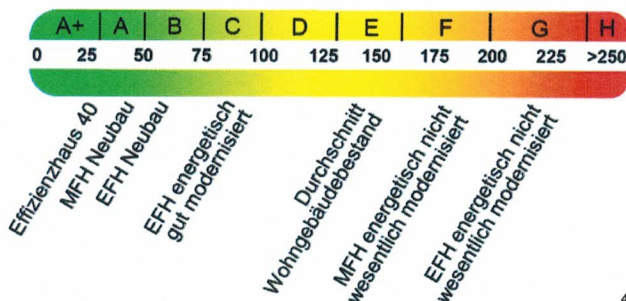 A+ A B C D E F G H
0 25 50 75 100 125 150 175 200 225 >250
Effizienzhaus 40
MFH Neubau
EFH Neubau
EFH energetisch
gut modernisiert
Durchschnitt
Wohngebäudebestand
MFH energetisch nicht
wesentlich modernisiert
EFH energetisch nicht
wesentlich modernisiert